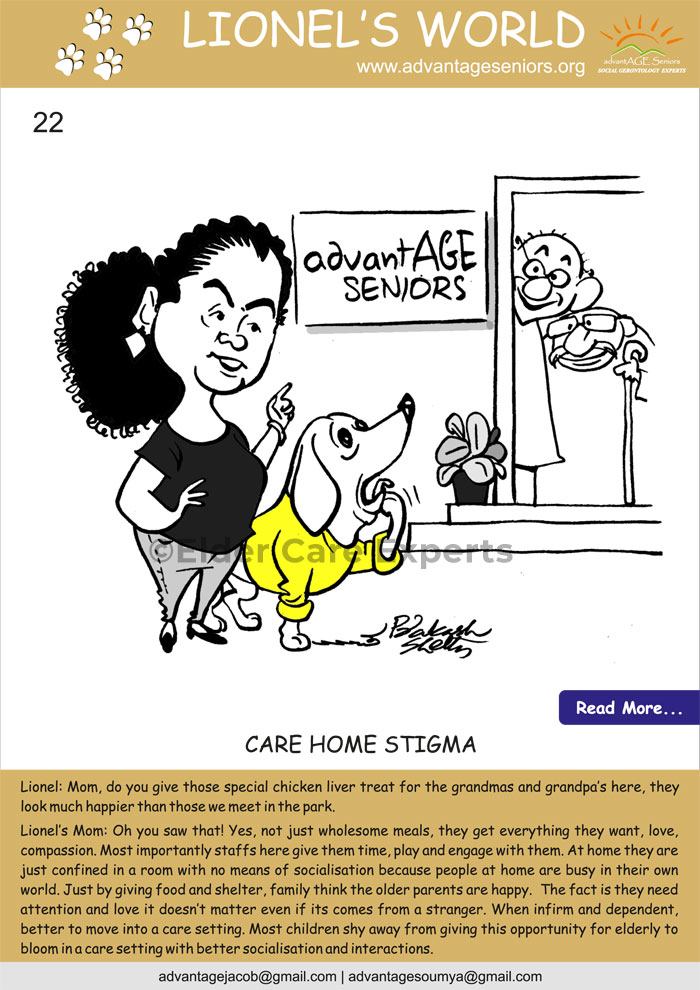 LIONEL'S WORLD
www.advantageseniors.org
advantAGE Seniors
SOCIAL GERONTOLOGY EXPERTS
22
advantAGE
SENIORS
©Elder Care Experts
Prakash
Shetty
Read More...
CARE HOME STIGMA
Lionel: Mom, do you give those special chicken liver treat for the grandmas and grandpa's here, they
look much happier than those we meet in the park.
Lionel's Mom: Oh you saw that! Yes, not just wholesome meals, they get everything they want, love,
compassion. Most importantly staffs here give them time, play and engage with them. At home they are
just confined in a room with no means of socialisation because people at home are busy in their own
world. Just by giving food and shelter, family think the older parents are happy. The fact is they need
attention and love it doesn't matter even if its comes from a stranger. When infirm and dependent,
better to move into a care setting. Most children shy away from giving this opportunity for elderly to
bloom in a care setting with better socialisation and interactions.
advantagejacob@gmail.com | advantagesoumya@gmail.com